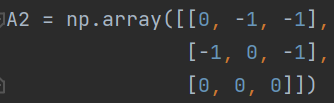 A2 = np.array([[0, -1, -1],
[-1, 0, -1],
[0, 0, 0]])